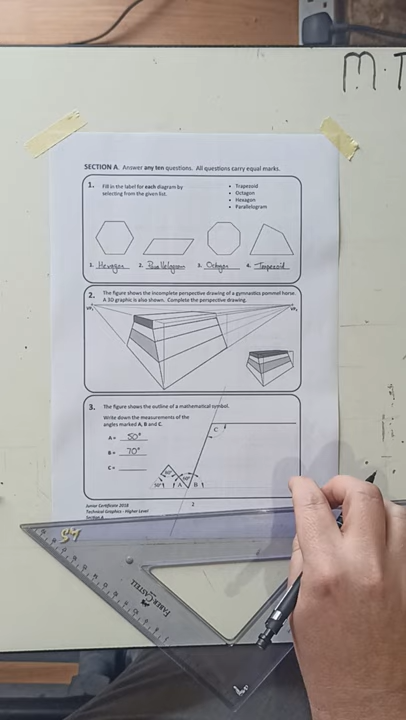 M.T
SECTION A. Answer any ten questions. All questions carry equal marks.
1. Fill in the label for each diagram by
selecting from the given list.
• Trapezoid
• Octagon
• Hexagon
• Parallelogram
1. Hexagon 2. Parallelogram 3. Octagon 4. Trapezoid
2. The figure shows the incomplete perspective drawing of a gymnastics pommel horse.
A 3D graphic is also shown. Complete the perspective drawing.
3. The figure shows the outline of a mathematical symbol.
Write down the measurements of the
angles marked A, B and C.
A = 50°
B = 70°
C =
C
A B
2
Junior Certificate 2018
Technical Graphics - Higher Level
Section A
FABER-CASTELL